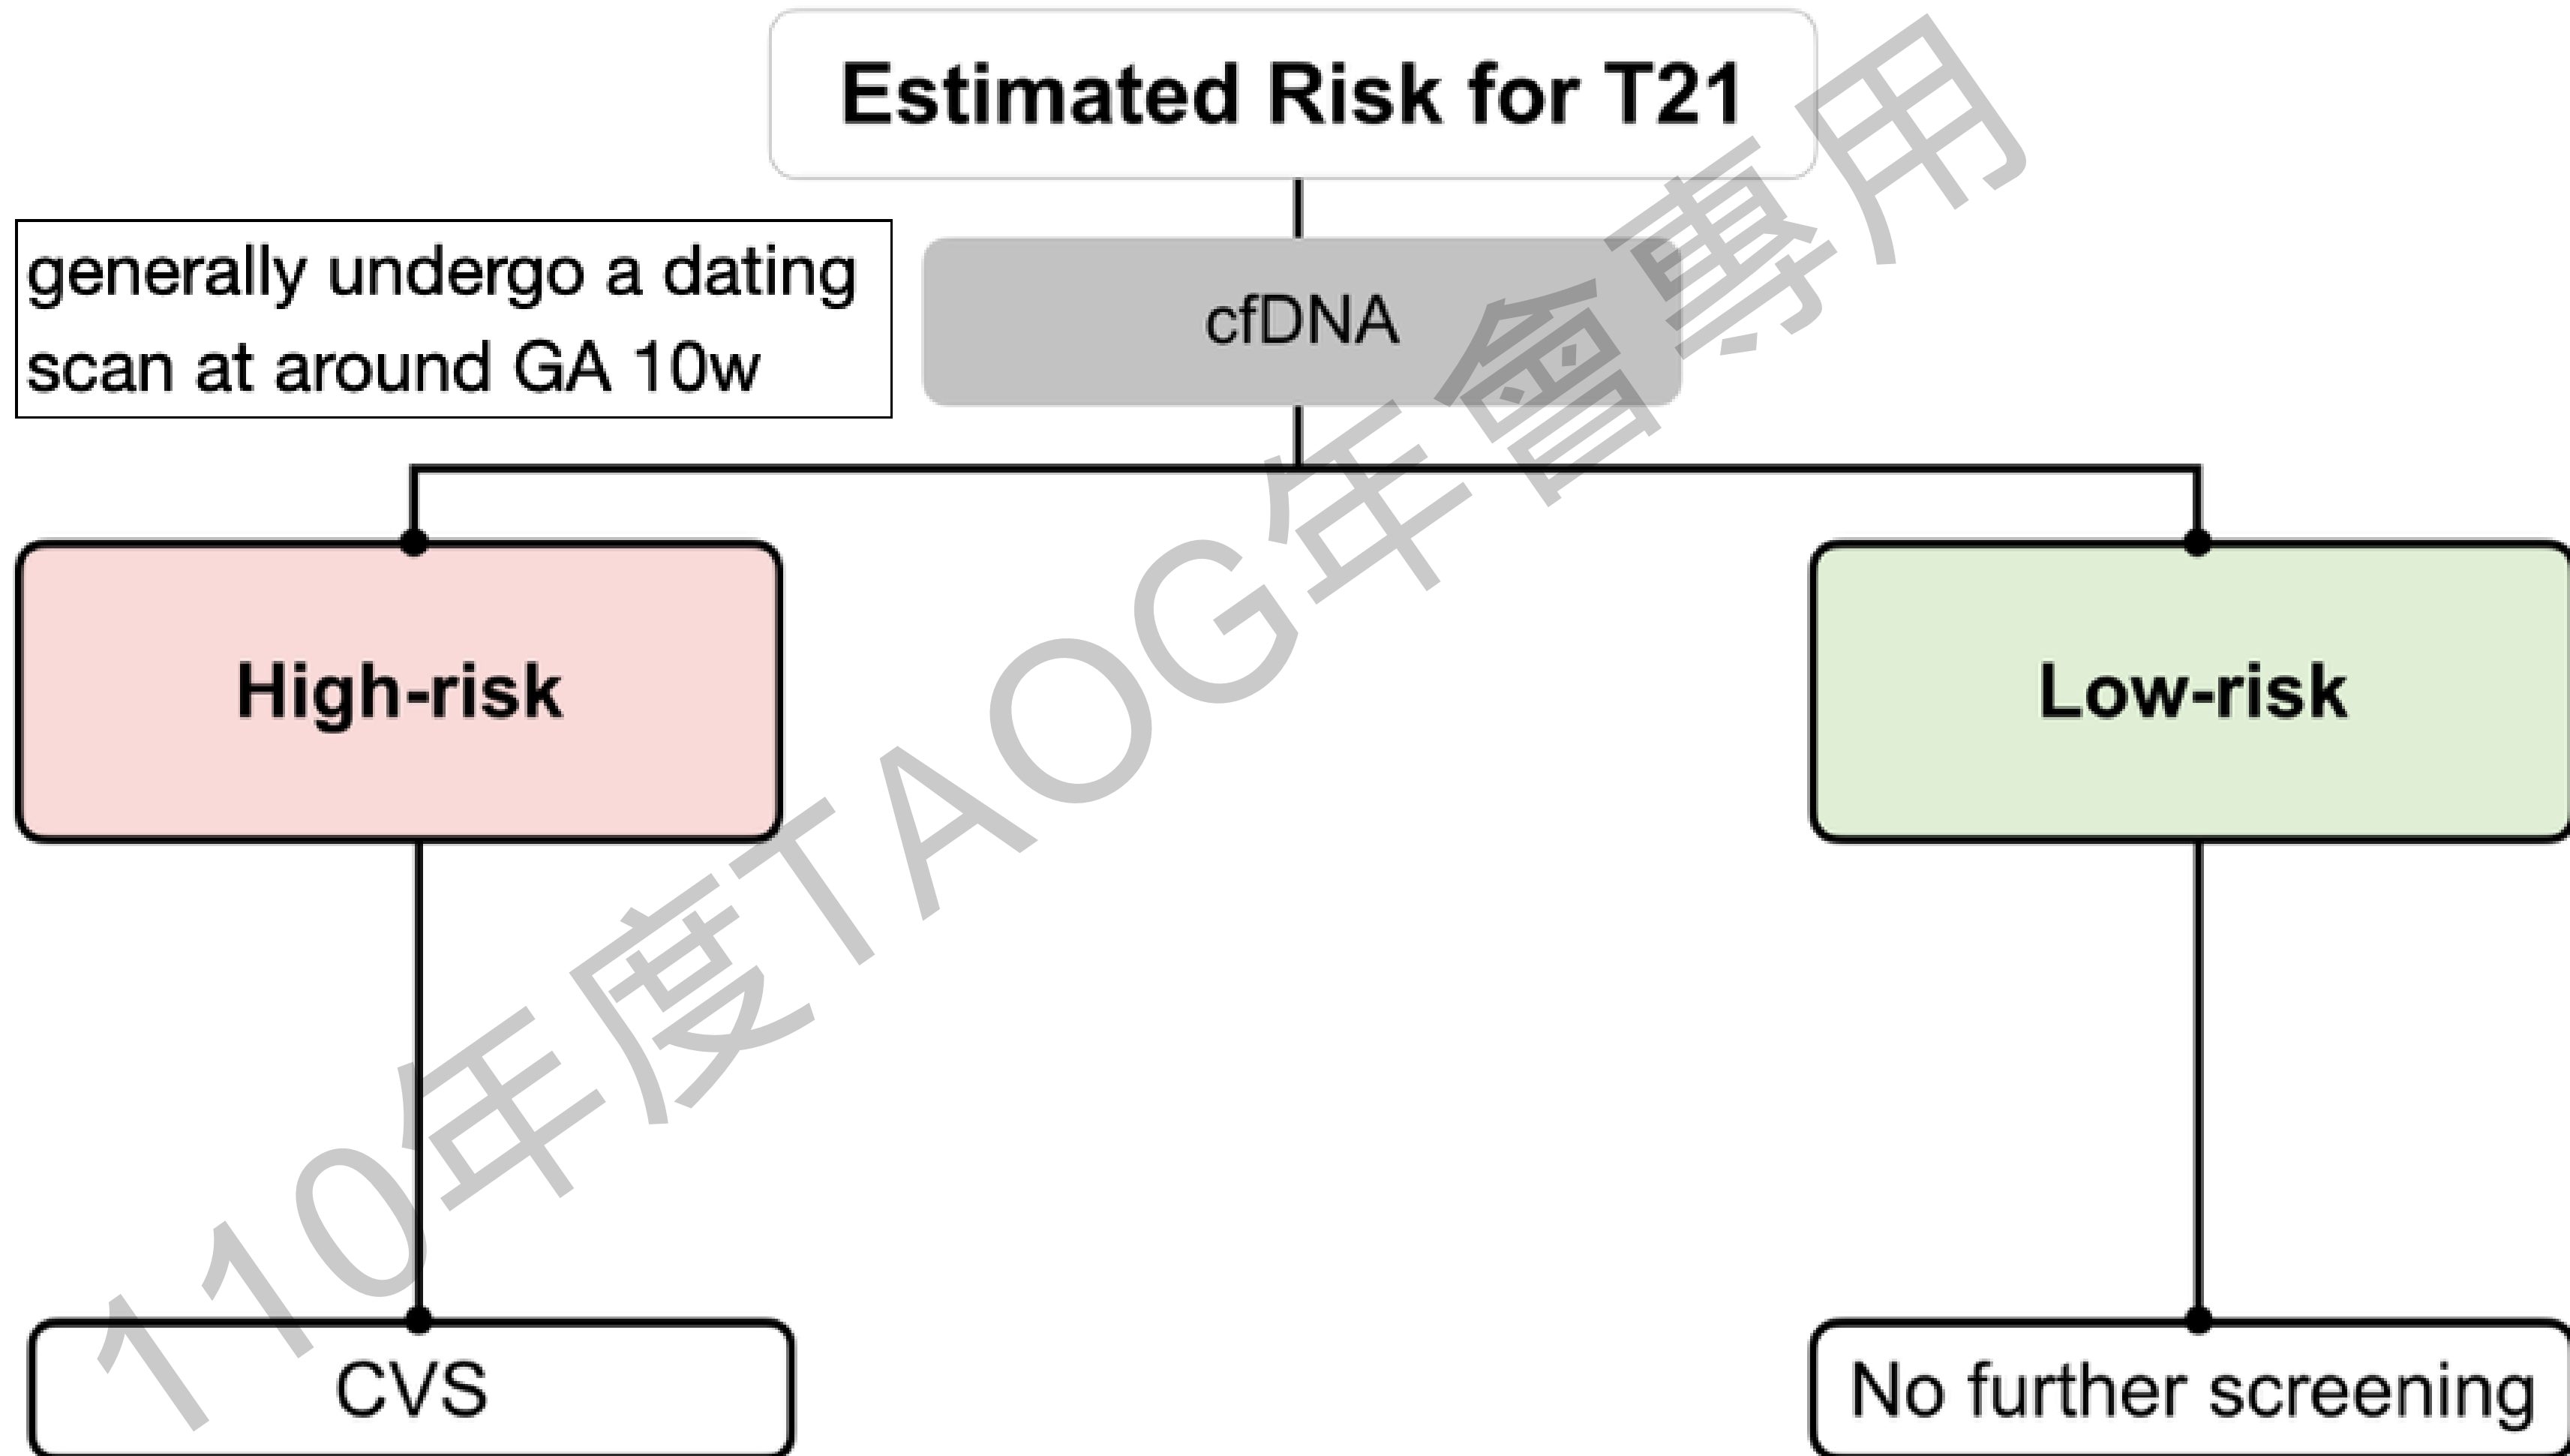 Estimated Risk for T21
generally undergo a dating
scan at around GA 10w
cfDNA
High-risk
Low-risk
CVS
No further screening
110年度TAOG年會專用